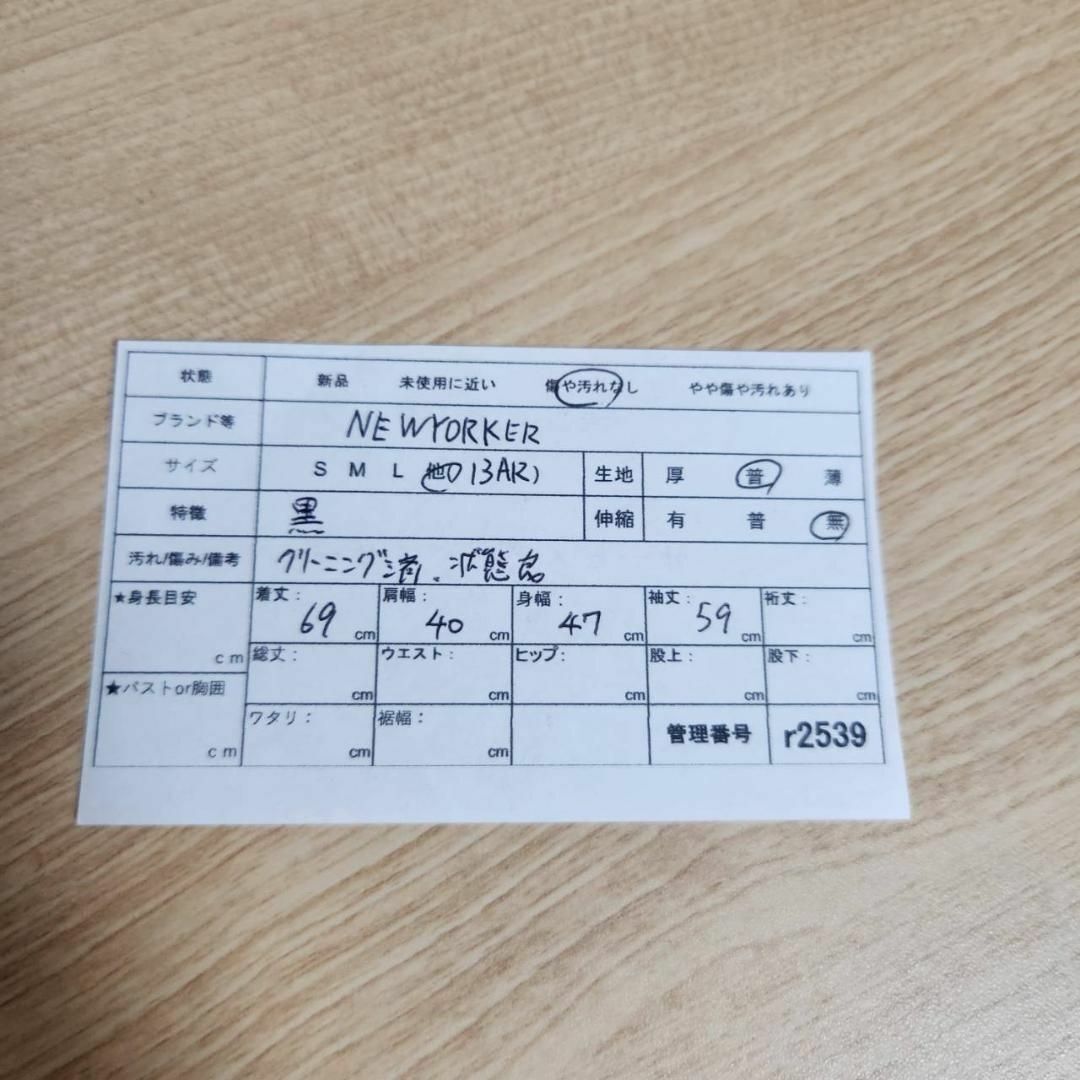 状態 新品 未使用に近い 傷や汚れなし やや傷や汚れあり
ブランド等 NEWYORKER
サイズ S M L 他(13AR) 生地 厚 普 薄
特徴 黒 伸縮 有 普 無
汚れ/傷み/備考 クリーニング済、状態良
★身長目安 cm 着丈: 69 cm 肩幅: 40 cm 身幅: 47 cm 袖丈: 59 cm 裄丈: cm
総丈: cm ウエスト: cm ヒップ: cm 股上: cm 股下: cm
★バストor胸囲 cm ワタリ: cm 裾幅: cm 管理番号 r2539